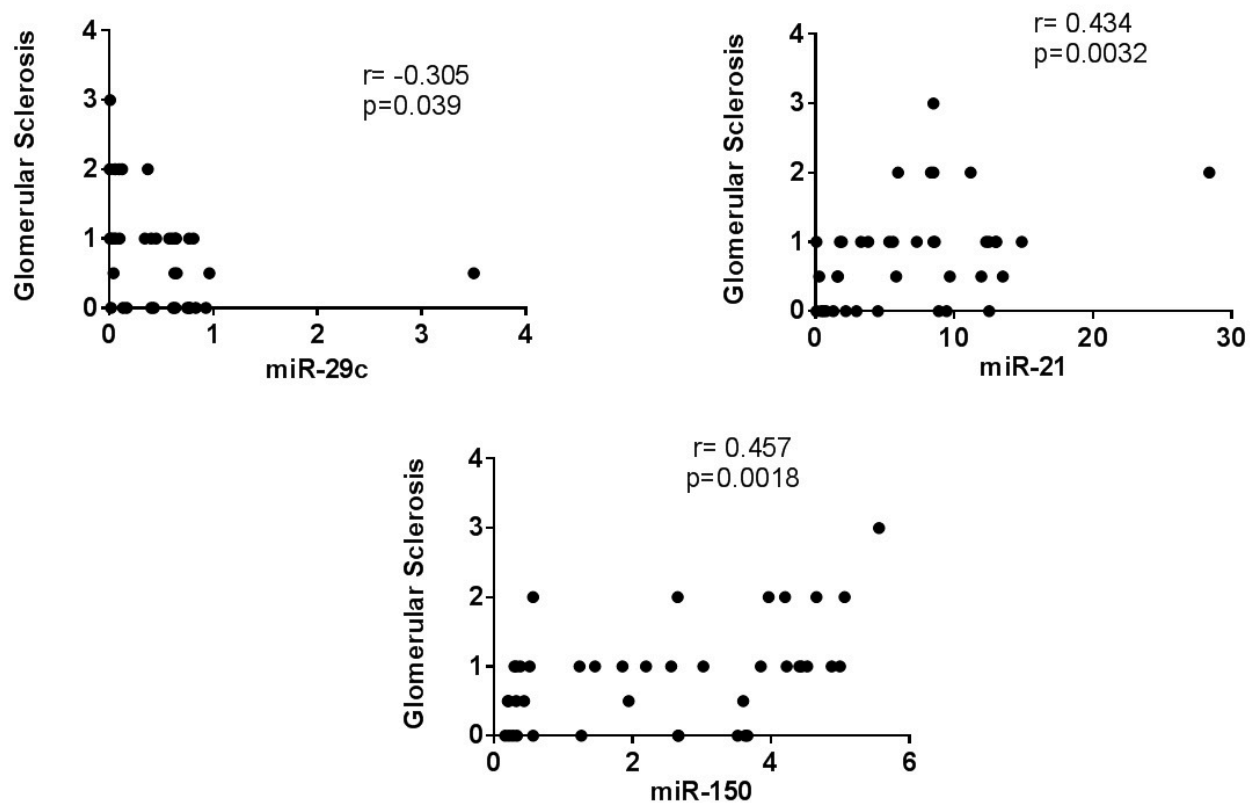 Glomerular Sclerosis
4
3
2
1
0
r= -0.305
p=0.039
0 1 2 3 4
miR-29c
Glomerular Sclerosis
4
3
2
1
0
r= 0.434
p=0.0032
0 10 20 30
miR-21
Glomerular Sclerosis
4
3
2
1
0
r= 0.457
p=0.0018
0 2 4 6
miR-150